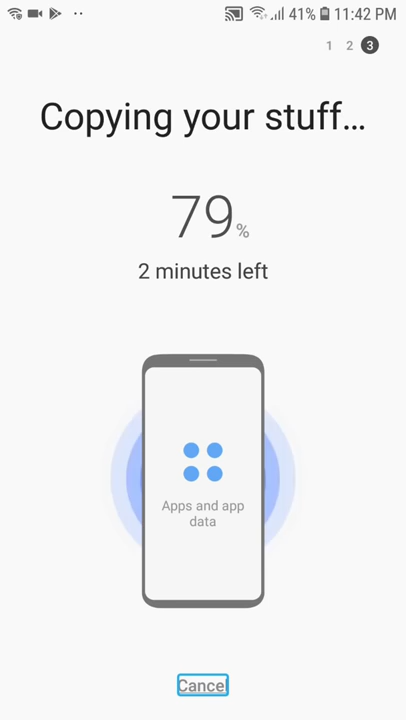 41% 11:42 PM
1 2 3
Copying your stuff...
79%
2 minutes left
Apps and app
data
Cancel